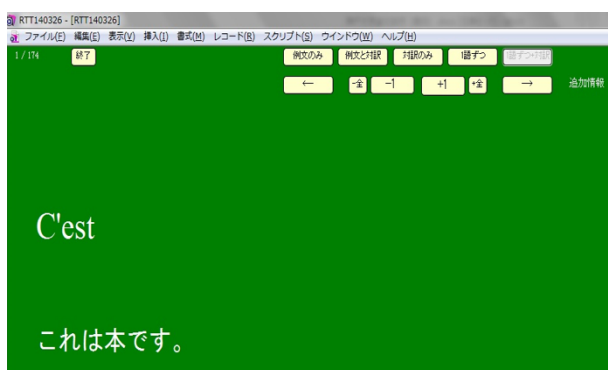 RTT140326 - [RTT140326]
ファイル(F) 編集(E) 表示(V) 挿入(I) 書式(M) レコード(R) スクリプト(S) ウインドウ(W) ヘルプ(H)
1 / 174 終了 例文のみ 例文と対訳 対訳のみ 1語ずつ 1語ずつ+対訳
← -全 -1 +1 +全 → 追加情報
C'est
これは本です。